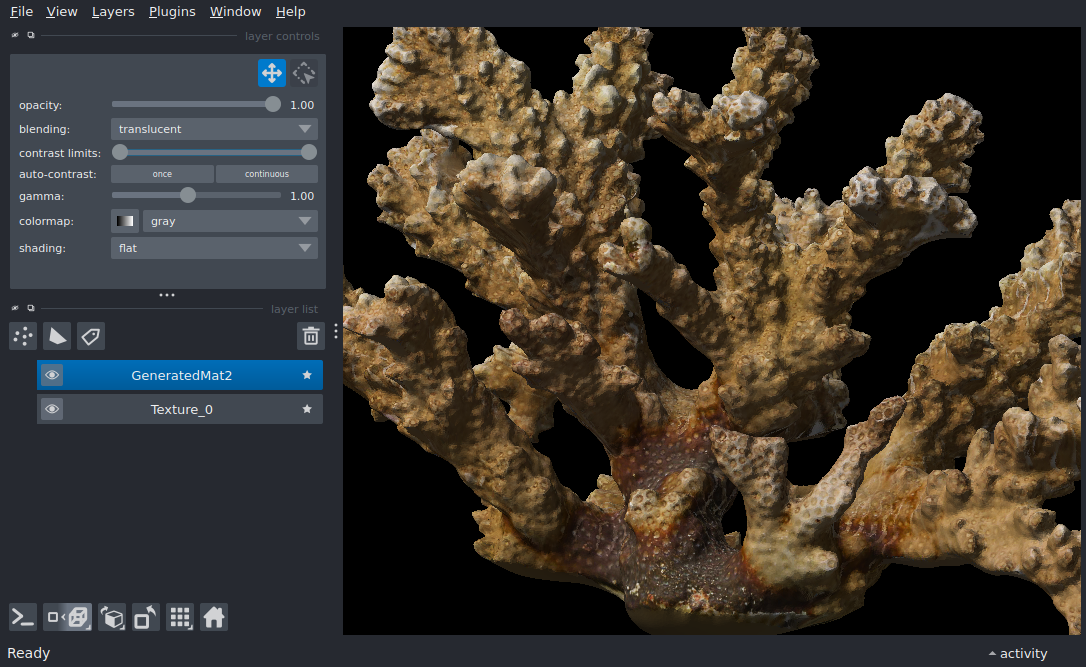 File View Layers Plugins Window Help
layer controls
opacity: 1.00
blending: translucent
contrast limits:
auto-contrast: once continuous
gamma: 1.00
colormap: gray
shading: flat
layer list
GeneratedMat2
Texture_0
Ready activity